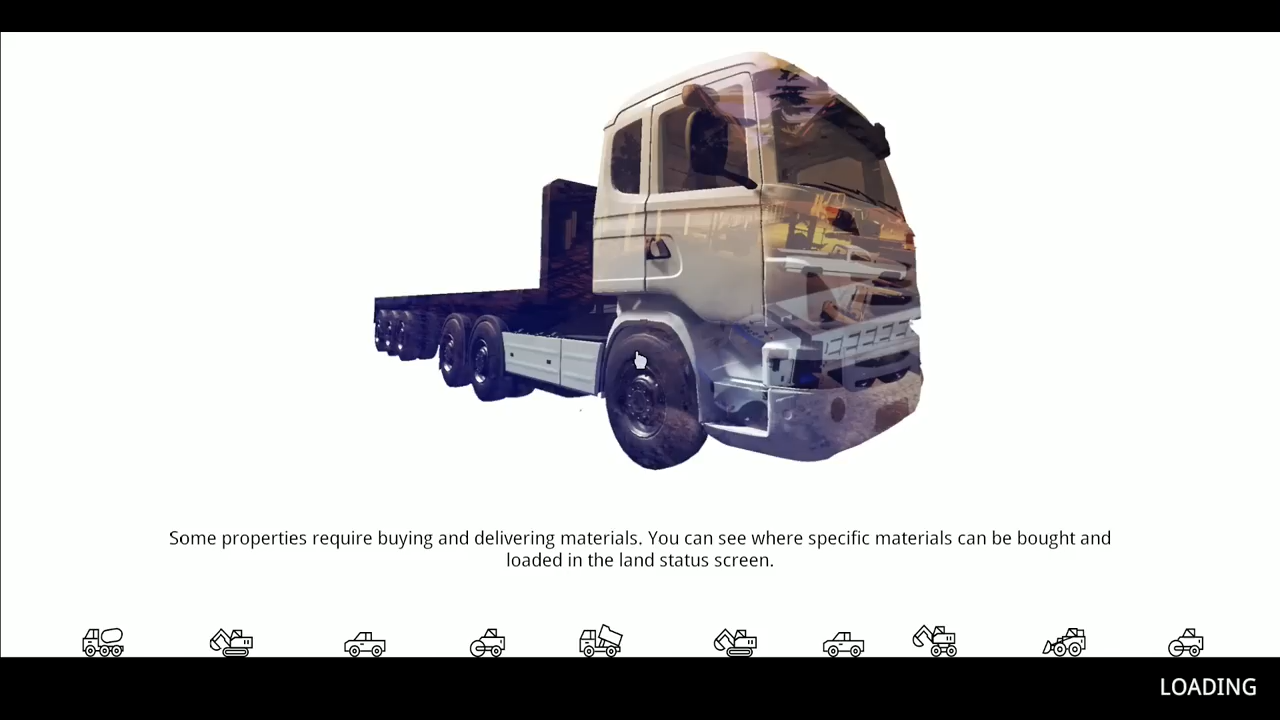 Some properties require buying and delivering materials. You can see where specific materials can be bought and
loaded in the land status screen.
LOADING